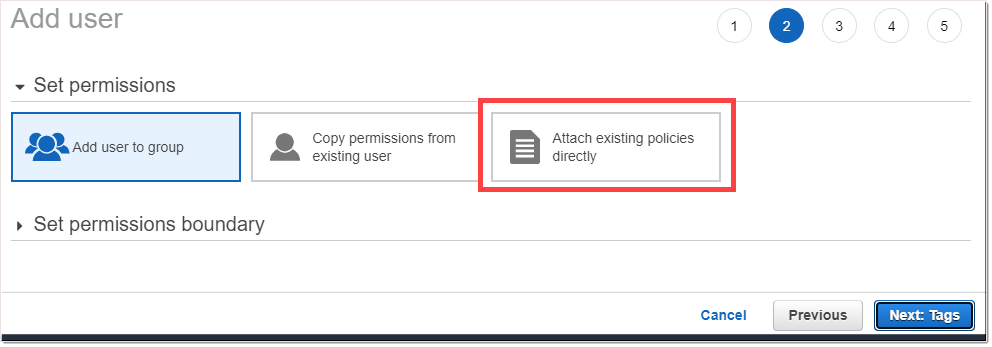 Add user
1 2 3 4 5
Set permissions
Add user to group
Copy permissions from
existing user
Attach existing policies
directly
Set permissions boundary
Cancel Previous Next: Tags